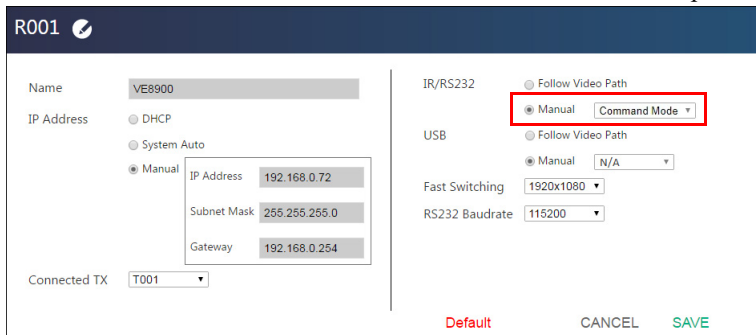 R001
Name VE8900
IP Address DHCP
System Auto
Manual
IP Address 192.168.0.72
Subnet Mask 255.255.255.0
Gateway 192.168.0.254
Connected TX T001
IR/RS232 Follow Video Path
Manual Command Mode
USB Follow Video Path
Manual N/A
Fast Switching 1920x1080
RS232 Baudrate 115200
Default CANCEL SAVE